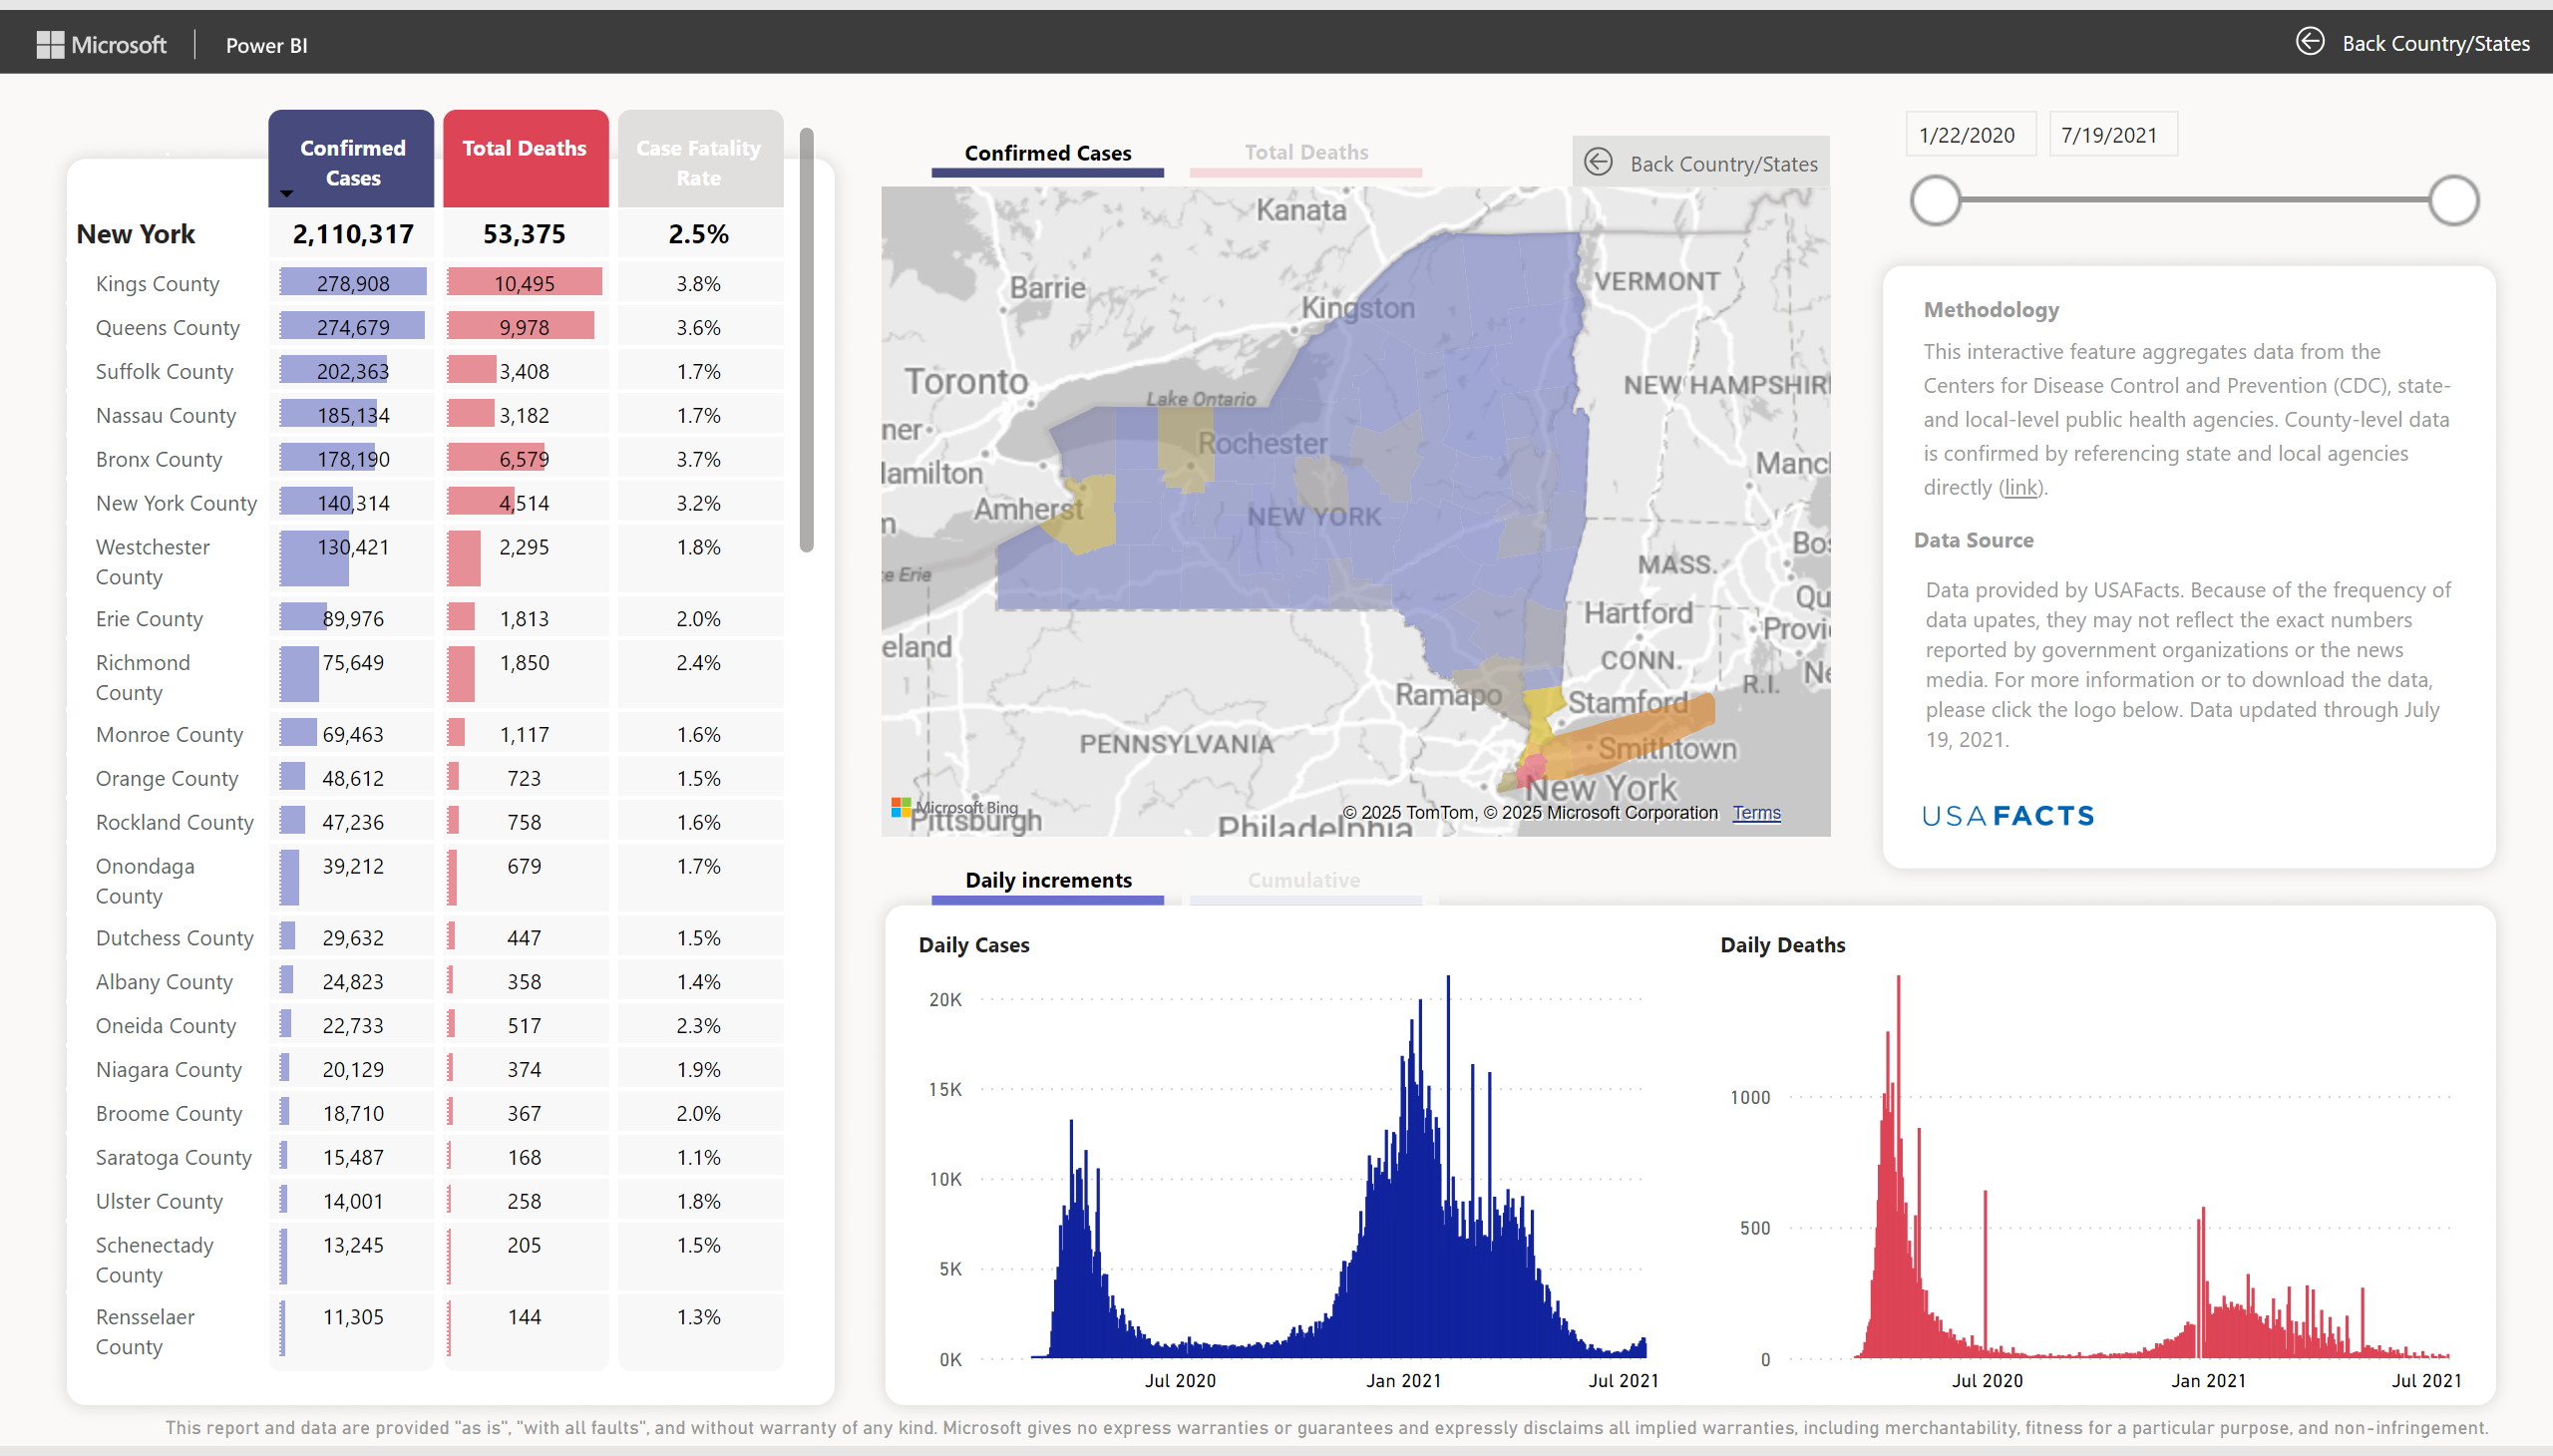 Microsoft
Power BI
Back Country/States
Confirmed
Cases
Total Deaths
Case Fatality
Rate
New York 2,110,317 53,375 2.5%
Kings County 278,908 10,495 3.8%
Queens County 274,679 9,978 3.6%
Suffolk County 202,363 3,408 1.7%
Nassau County 185,134 3,182 1.7%
Bronx County 178,190 6,579 3.7%
New York County 140,314 4,514 3.2%
Westchester 130,421 2,295 1.8%
County
Erie County 89,976 1,813 2.0%
Richmond 75,649 1,850 2.4%
County
Monroe County 69,463 1,117 1.6%
Orange County 48,612 723 1.5%
Rockland County 47,236 758 1.6%
Onondaga 39,212 679 1.7%
County
Dutchess County 29,632 447 1.5%
Albany County 24,823 358 1.4%
Oneida County 22,733 517 2.3%
Niagara County 20,129 374 1.9%
Broome County 18,710 367 2.0%
Saratoga County 15,487 168 1.1%
Ulster County 14,001 258 1.8%
Schenectady 13,245 205 1.5%
County
Rensselaer 11,305 144 1.3%
County
Confirmed Cases
Total Deaths
Back Country/States
Kanata
Barrie
VERMONT
Kingston
Toronto
Lake Ontario
NEW HAMPSHIR
ner
Rochester
amilton
Manc
Amherst
NEW YORK
Bos
MASS.
e Erie
Qu
Hartford
Provi
eland
CONN.
Ne
R.I.
Ramapo
Stamford
PENNSYLVANIA
Smithtown
New York
Microsoft Bing
Pittsburgh
Philadelphia
© 2025 TomTom, © 2025 Microsoft Corporation Terms
1/22/2020
7/19/2021
Methodology
This interactive feature aggregates data from the
Centers for Disease Control and Prevention (CDC), state-
and local-level public health agencies. County-level data
is confirmed by referencing state and local agencies
directly (link).
Data Source
Data provided by USAFacts. Because of the frequency of
data upates, they may not reflect the exact numbers
reported by government organizations or the news
media. For more information or to download the data,
please click the logo below. Data updated through July
19, 2021.
USAFACTS
Daily increments
Cumulative
Daily Cases
20K
15K
10K
5K
0K
Jul 2020 Jan 2021 Jul 2021
Daily Deaths
1000
500
0
Jul 2020 Jan 2021 Jul 2021
This report and data are provided "as is", "with all faults", and without warranty of any kind. Microsoft gives no express warranties or guarantees and expressly disclaims all implied warranties, including merchantability, fitness for a particular purpose, and non-infringement.